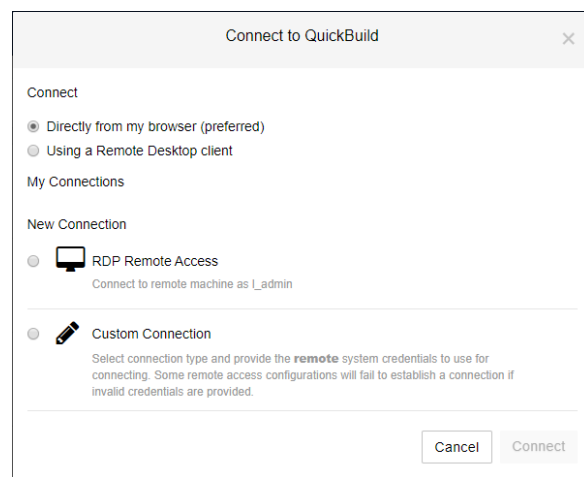 Connect to QuickBuild
Connect
Directly from my browser (preferred)
Using a Remote Desktop client
My Connections
New Connection
RDP Remote Access
Connect to remote machine as l_admin
Custom Connection
Select connection type and provide the remote system credentials to use for
connecting. Some remote access configurations will fail to establish a connection if
invalid credentials are provided.
Cancel
Connect